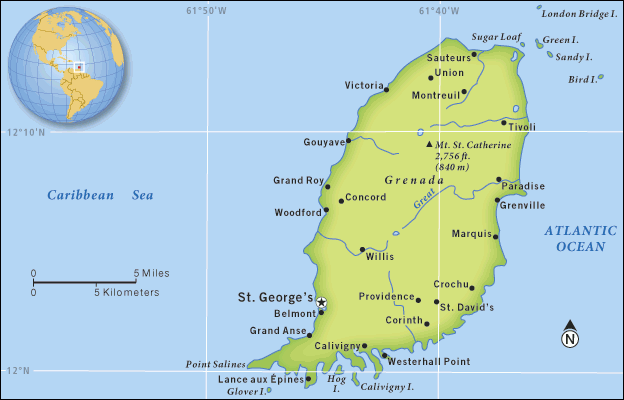 61°50'W
61°40'W
London Bridge I.
Sugar Loaf
Green I.
Sandy I.
Bird I.
Sauteurs
Union
Victoria
Montreuil
12°10'N
Tivoli
Gouyave
Mt. St. Catherine
2,756 ft.
(840 m)
Grand Roy
Grenada
Paradise
Caribbean Sea
Concord
Great
Grenville
Woodford
Marquis
ATLANTIC
OCEAN
Willis
0 5 Miles
0 5 Kilometers
Crochu
St. George's
Providence
St. David's
Belmont
Corinth
Grand Anse
N
Calivigny
Point Salines
Westerhall Point
12°N
Lance aux Épines
Hog
I.
Calivigny I.
Glover I.